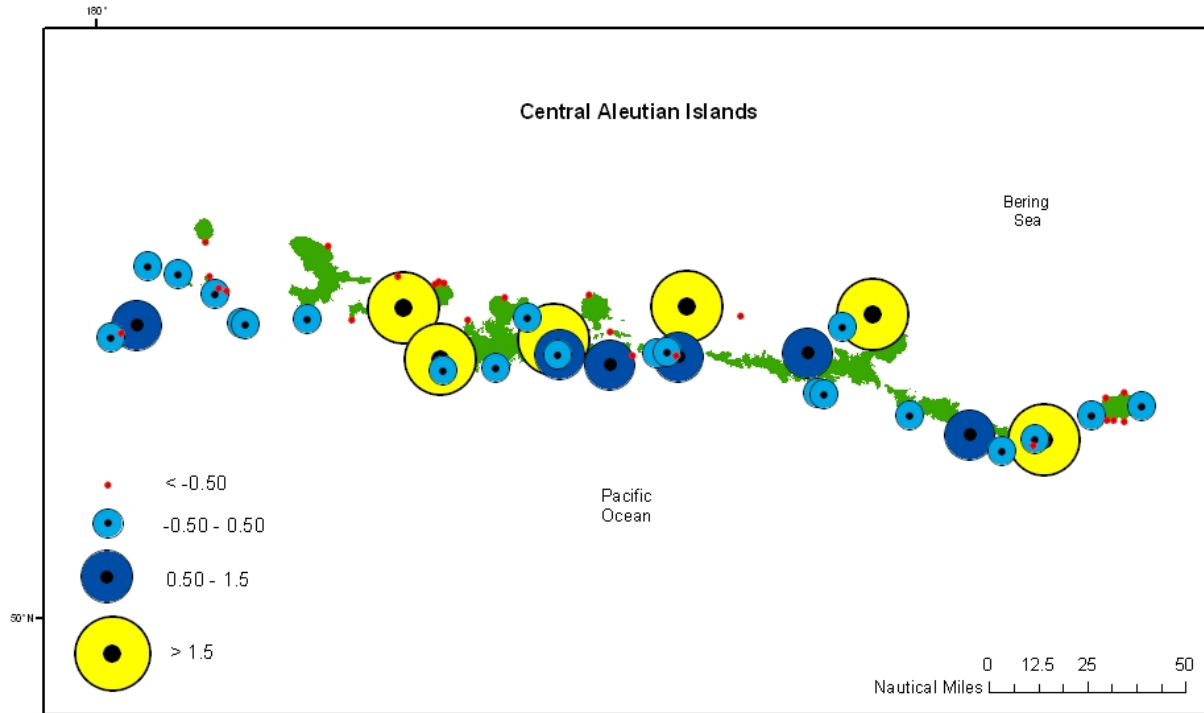 180°
Central Aleutian Islands
Bering
Sea
Pacific
Ocean
< -0.50
-0.50 - 0.50
0.50 - 1.5
> 1.5
50°N
0 12.5 25 50
Nautical Miles